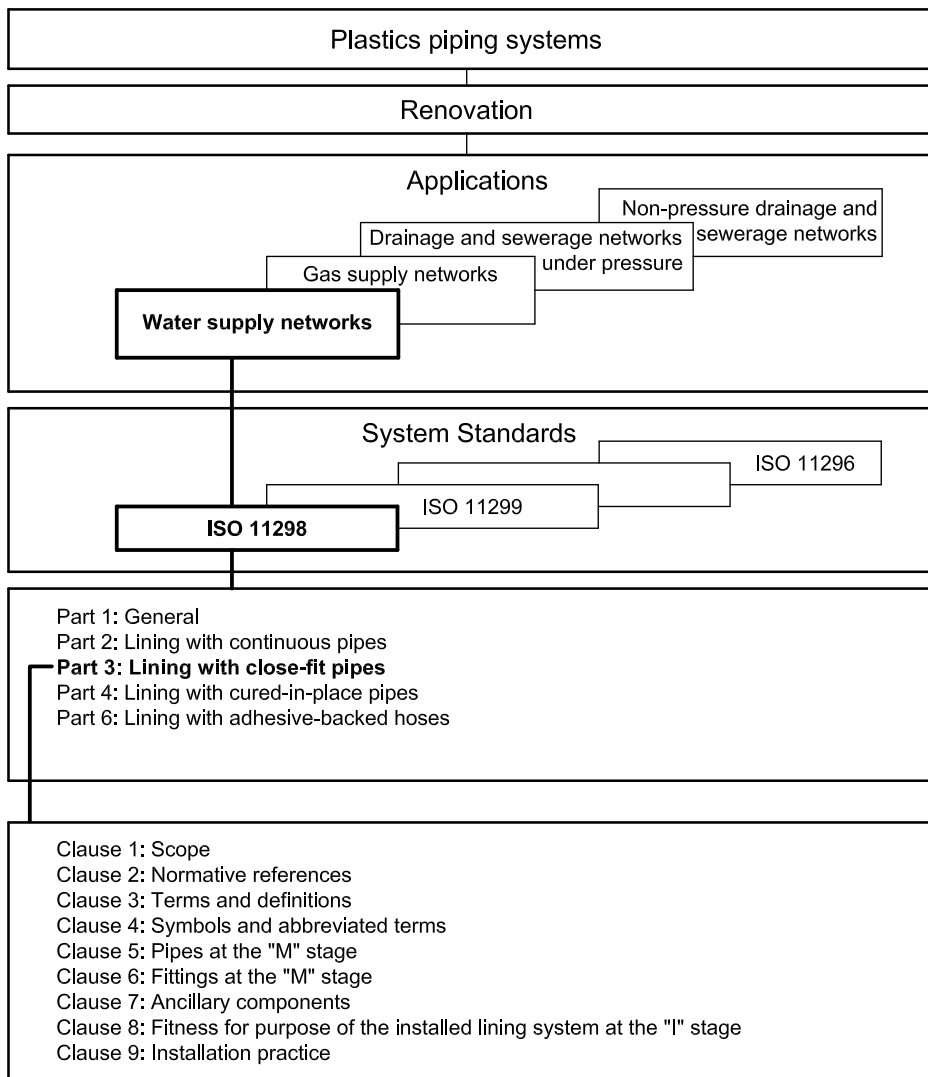 Plastics piping systems
Renovation
Applications
Non-pressure drainage and
sewerage networks
Drainage and sewerage networks
under pressure
Gas supply networks
Water supply networks
System Standards
ISO 11296
ISO 11299
ISO 11298
Part 1: General
Part 2: Lining with continuous pipes
Part 3: Lining with close-fit pipes
Part 4: Lining with cured-in-place pipes
Part 6: Lining with adhesive-backed hoses
Clause 1: Scope
Clause 2: Normative references
Clause 3: Terms and definitions
Clause 4: Symbols and abbreviated terms
Clause 5: Pipes at the "M" stage
Clause 6: Fittings at the "M" stage
Clause 7: Ancillary components
Clause 8: Fitness for purpose of the installed lining system at the "I" stage
Clause 9: Installation practice